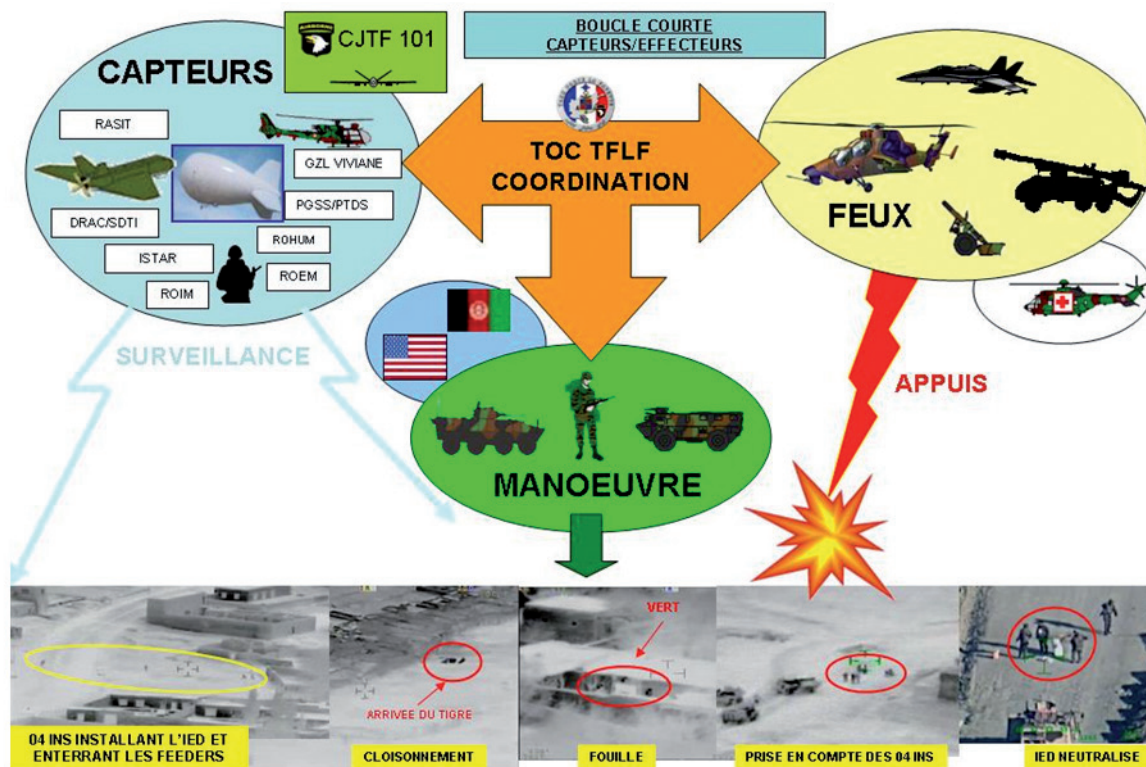 BOUCLE COURTE
CAPTEURS/EFFECTEURS
CJTF 101
CAPTEURS
RASIT
GZL VIVIANE
DRAC/SDTI
PGSS/PTDS
ISTAR
ROHUM
ROIM
ROEM
TOC TFLF
COORDINATION
FEUX
SURVEILLANCE
APPUIS
MANOEUVRE
VERT
ARRIVEE DU TIGRE
04 INS INSTALLANT L'IED ET
ENTERRANT LES FEEDERS
CLOISONNEMENT
FOUILLE
PRISE EN COMPTE DES 04 INS
IED NEUTRALISE